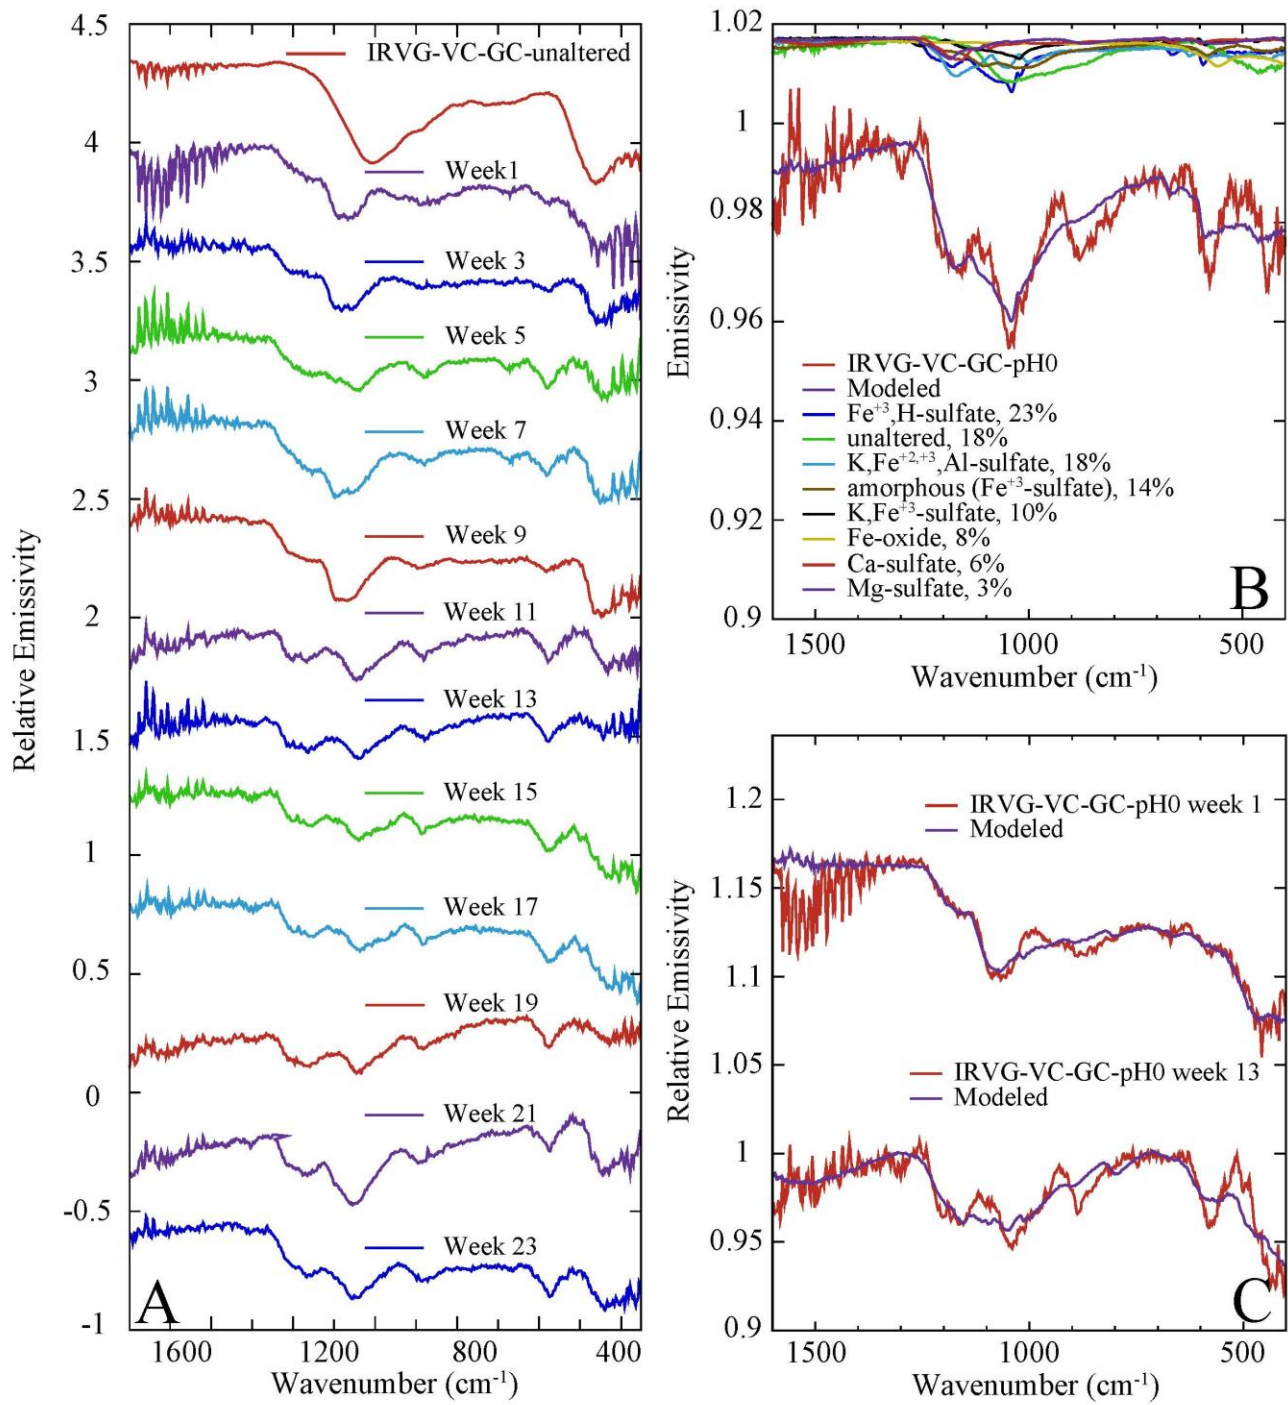 4.5
4
3.5
3
2.5
2
1.5
1
0.5
0
-0.5
-1
Relative Emissivity
IRVG-VC-GC-unaltered
Week1
Week 3
Week 5
Week 7
Week 9
Week 11
Week 13
Week 15
Week 17
Week 19
Week 21
Week 23
A
1600 1200 800 400
Wavenumber (cm⁻¹)
1.02
1
0.98
0.96
0.94
0.92
0.9
Emissivity
IRVG-VC-GC-pH0
Modeled
Fe⁺³,H-sulfate, 23%
unaltered, 18%
K,Fe⁺²,⁺³,Al-sulfate, 18%
amorphous (Fe⁺³-sulfate), 14%
K,Fe⁺³-sulfate, 10%
Fe-oxide, 8%
Ca-sulfate, 6%
Mg-sulfate, 3%
B
1500 1000 500
Wavenumber (cm⁻¹)
1.2
1.15
1.1
1.05
1
0.95
0.9
Relative Emissivity
IRVG-VC-GC-pH0 week 1
Modeled
IRVG-VC-GC-pH0 week 13
Modeled
C
1500 1000 500
Wavenumber (cm⁻¹)